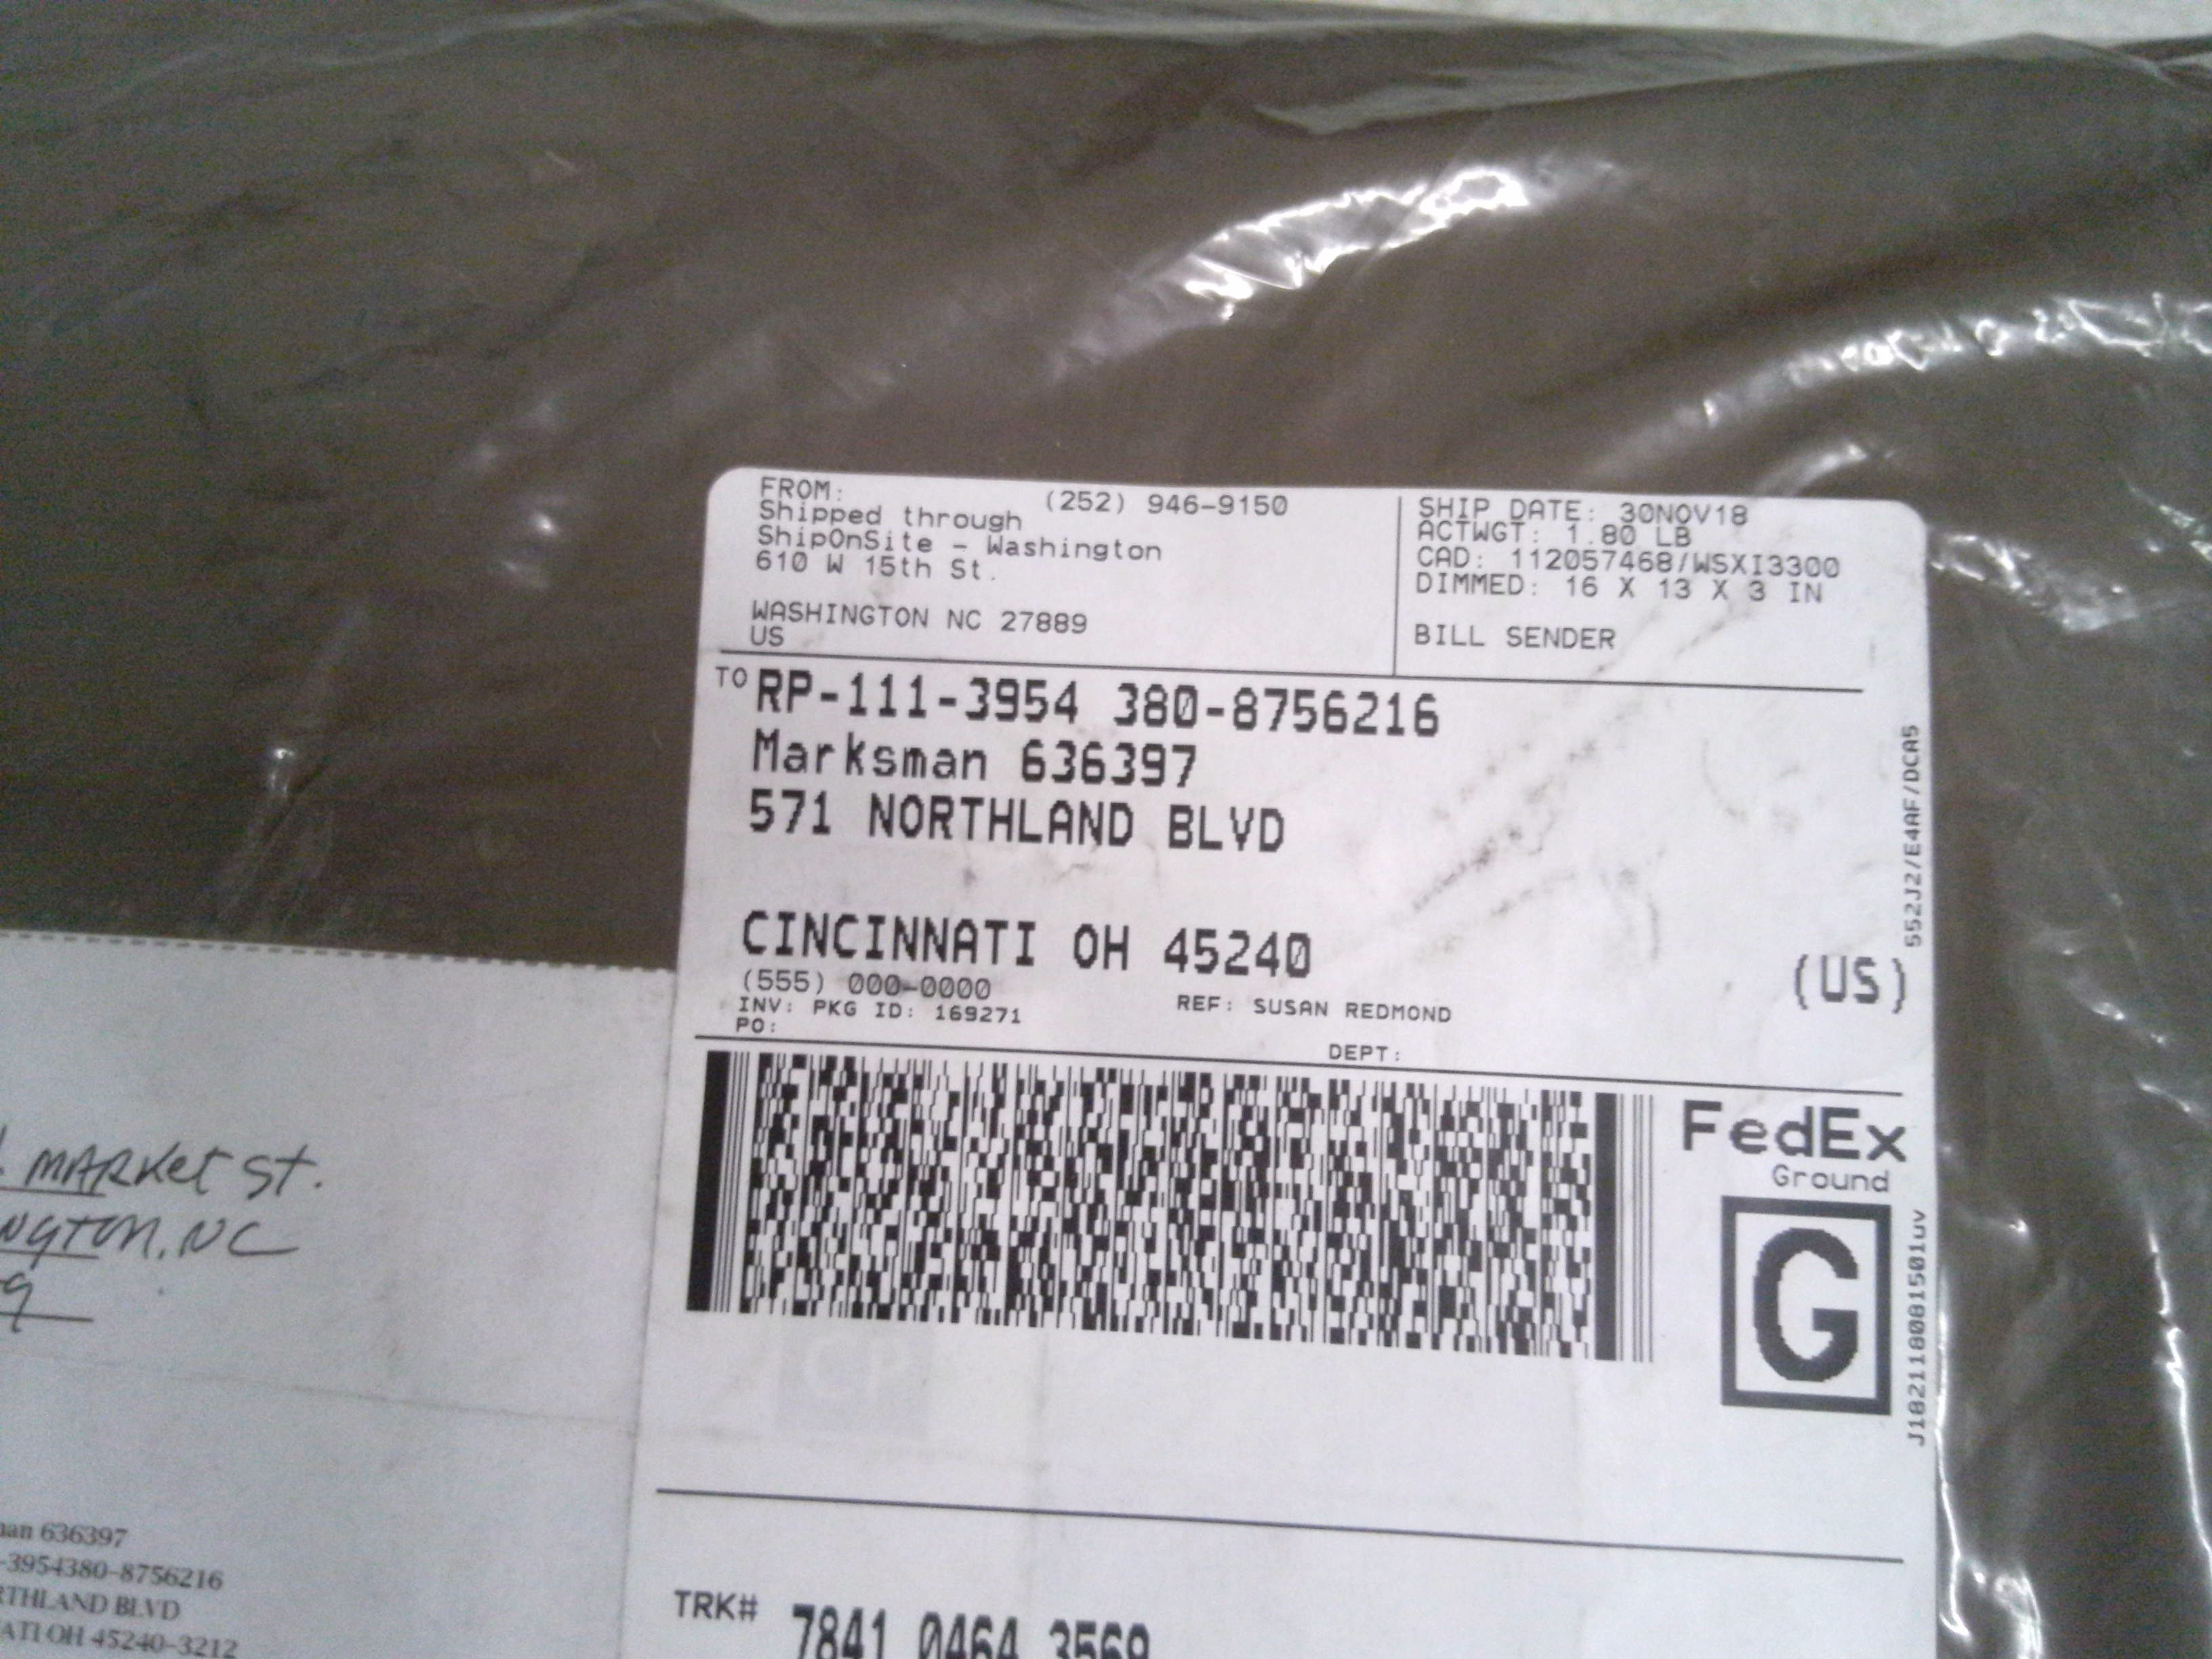 FROM:
(252) 946-9150
Shipped through
ShipOnSite - Washington
610 W 15th St.
WASHINGTON NC 27889
US
SHIP DATE: 30NOV18
ACTWGT: 1.80 LB
CAD: 112057468/WSXI3300
DIMMED: 16 X 13 X 3 IN
BILL SENDER
TO RP-111-3954 380-8756216
Marksman 636397
571 NORTHLAND BLVD
CINCINNATI OH 45240
(US)
(555) 000-0000
INV: PKG ID: 169271
REF: SUSAN REDMOND
PO:
DEPT:
552J2/E4AF/DCA5
FedEx
Ground
G
J182118081501uv
TRK# 7841 0464 3569
MARKET ST.
NGTON, NC
9
man 636397
-3954380-8756216
RTHLAND BLVD
ATI OH 45240-3212